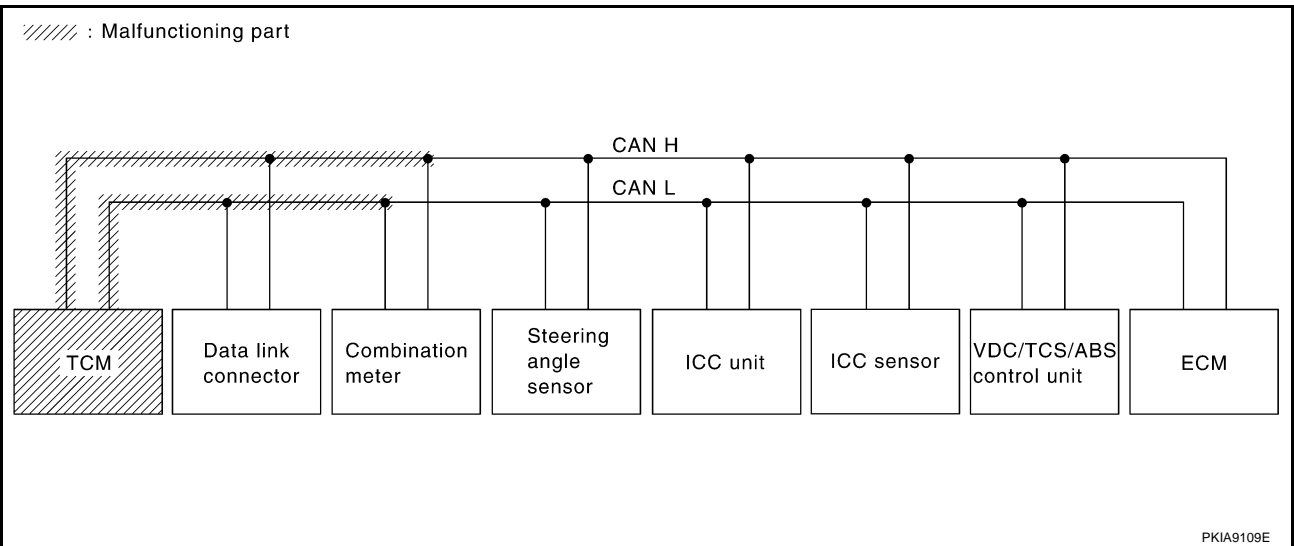 : Malfunctioning part
CAN H
CAN L
TCM
Data link
connector
Combination
meter
Steering
angle
sensor
ICC unit
ICC sensor
VDC/TCS/ABS
control unit
ECM
PKIA9109E